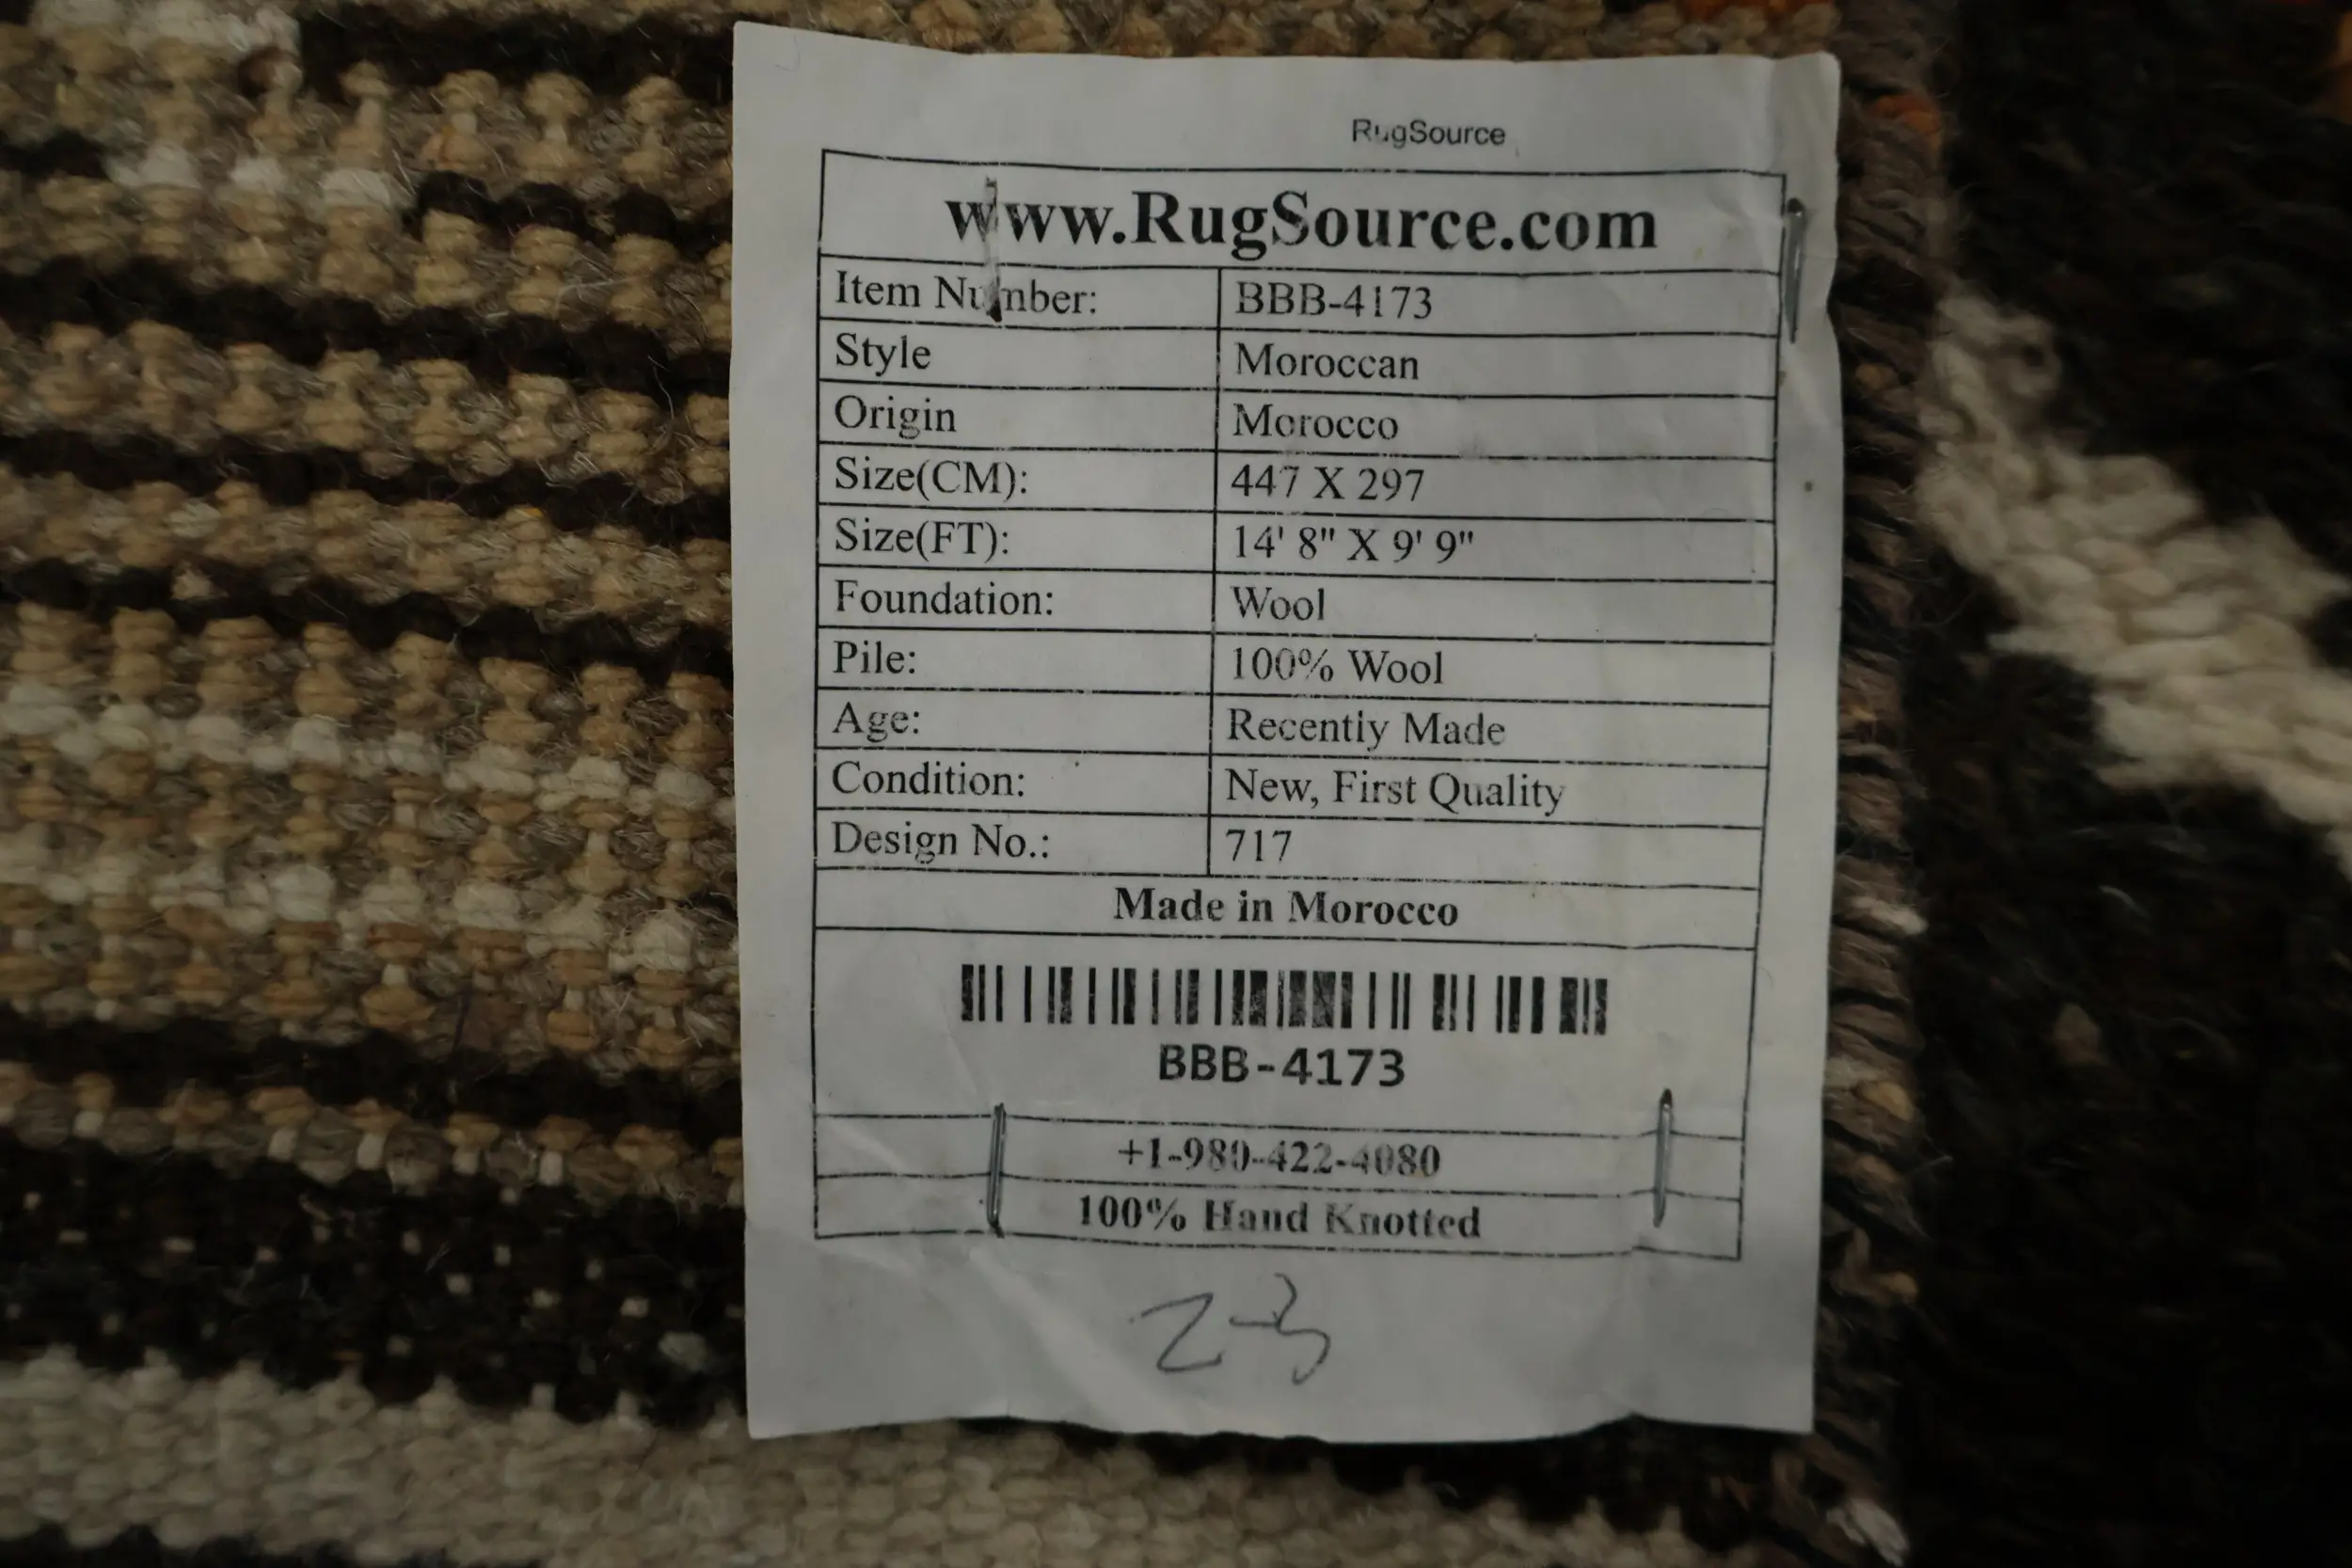 RugSource
www.RugSource.com
Item Number: BBB-4173
Style Moroccan
Origin Morocco
Size(CM): 447 X 297
Size(FT): 14' 8" X 9' 9"
Foundation: Wool
Pile: 100% Wool
Age: Recently Made
Condition: New, First Quality
Design No.: 717
Made in Morocco
BBB-4173
+1-980-422-4080
100% Hand Knotted
Z-3